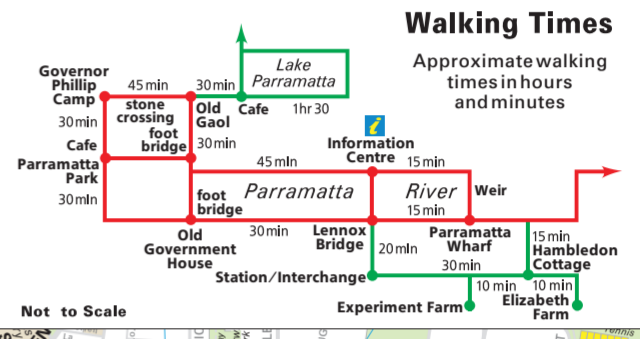 Walking Times
Approximate walking
times in hours
and minutes
Lake
Parramatta
Governor
Phillip
Camp
45 min
30 min
stone
crossing
Old
Gaol
Cafe
1hr 30
i
30 min
foot
bridge
30 min
Information
Centre
Cafe
Parramatta
Park
45 min
15 min
30 min
foot
bridge
Parramatta
River
Weir
15 min
Old
Government
House
30 min
Lennox
Bridge
Parramatta
Wharf
15 min
Hambledon
Cottage
20 min
30 min
Station/Interchange
10 min
10 min
Experiment Farm
Elizabeth
Farm
Not to Scale
Tennis